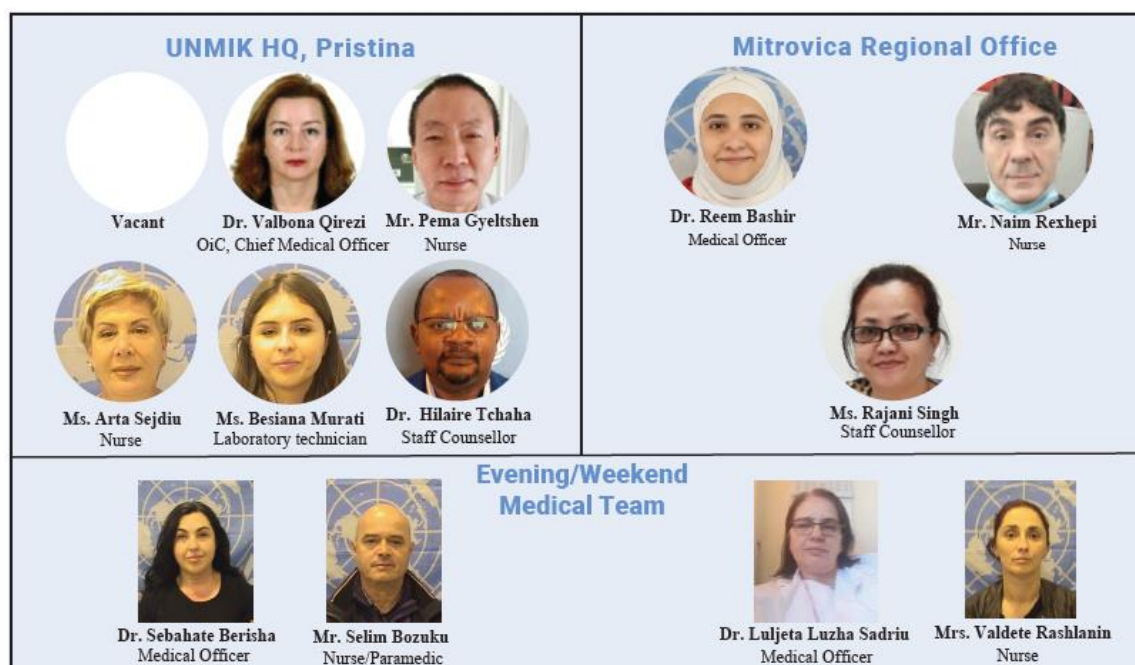 UNMIK HQ, Pristina
Vacant
Dr. Valbona Qirezi
OiC, Chief Medical Officer
Mr. Pema Gyeltshen
Nurse
Ms. Arta Sejdiu
Nurse
Ms. Besiana Murati
Laboratory technician
Dr. Hilaire Tchaha
Staff Counsellor
Mitrovica Regional Office
Dr. Reem Bashir
Medical Officer
Mr. Naim Rexhepi
Nurse
Ms. Rajani Singh
Staff Counsellor
Evening/Weekend
Medical Team
Dr. Sebahate Berisha
Medical Officer
Mr. Selim Bozuku
Nurse/Paramedic
Dr. Luljeta Luzha Sadriu
Medical Officer
Mrs. Valdete Rashlanin
Nurse